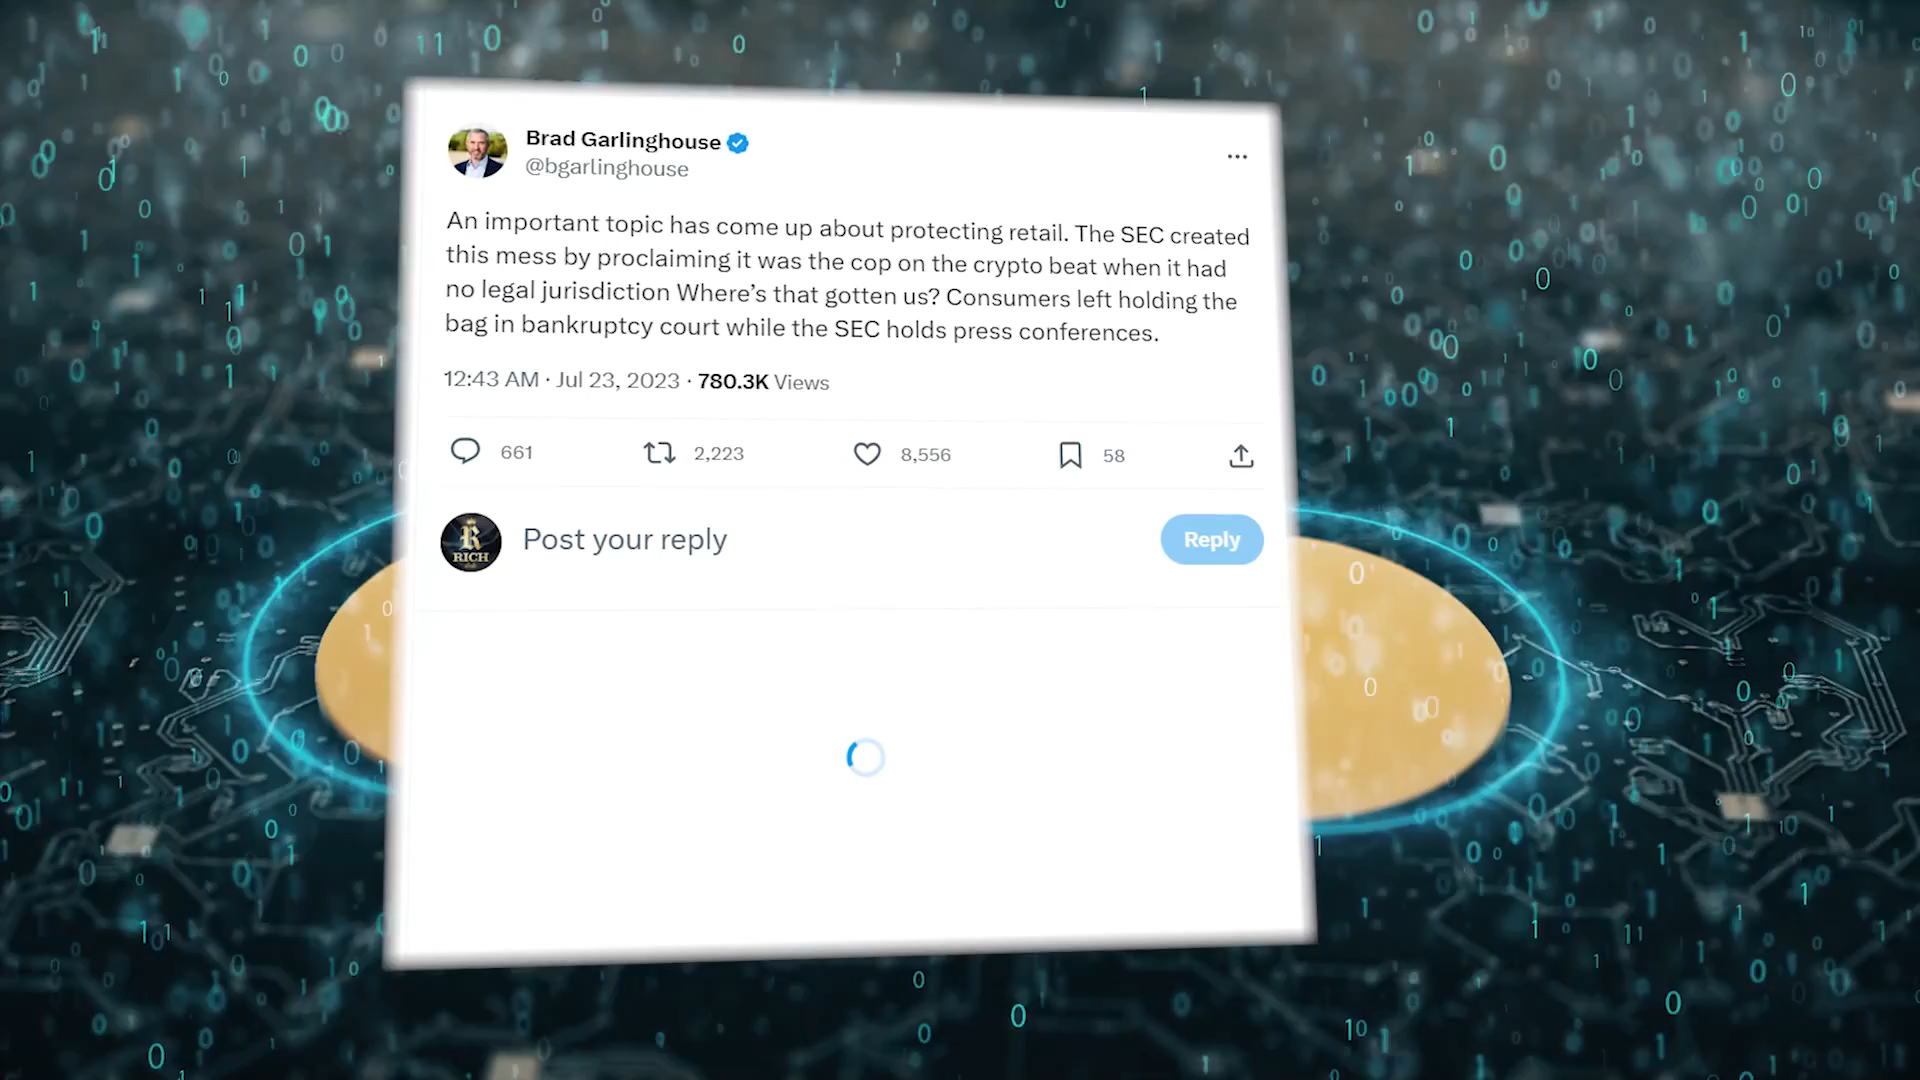 Brad Garlinghouse
@bgarlinghouse
An important topic has come up about protecting retail. The SEC created
this mess by proclaiming it was the cop on the crypto beat when it had
no legal jurisdiction Where’s that gotten us? Consumers left holding the
bag in bankruptcy court while the SEC holds press conferences.
12:43 AM · Jul 23, 2023 · 780.3K Views
661 2,223 8,556 58
R
RICH
Post your reply
Reply